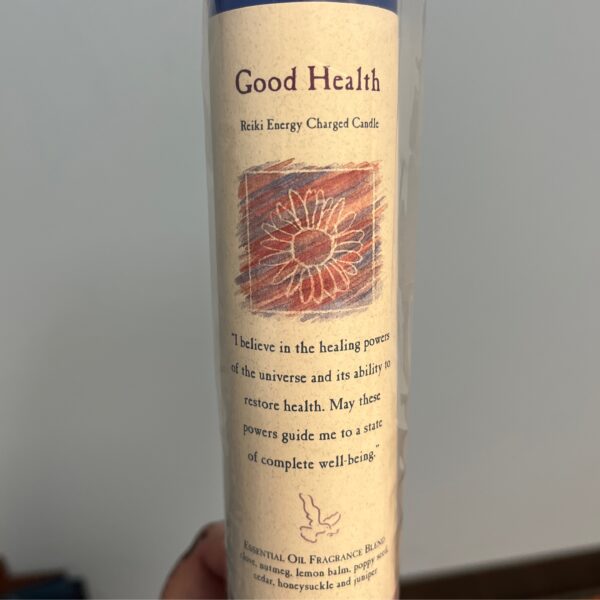 Good Health
Reiki Energy Charged Candle
"I believe in the healing powers
of the universe and its ability to
restore health. May these
powers guide me to a state
of complete well-being."
ESSENTIAL OIL FRAGRANCE BLEND
clove, nutmeg, lemon balm, poppy seed,
cedar, honeysuckle and juniper